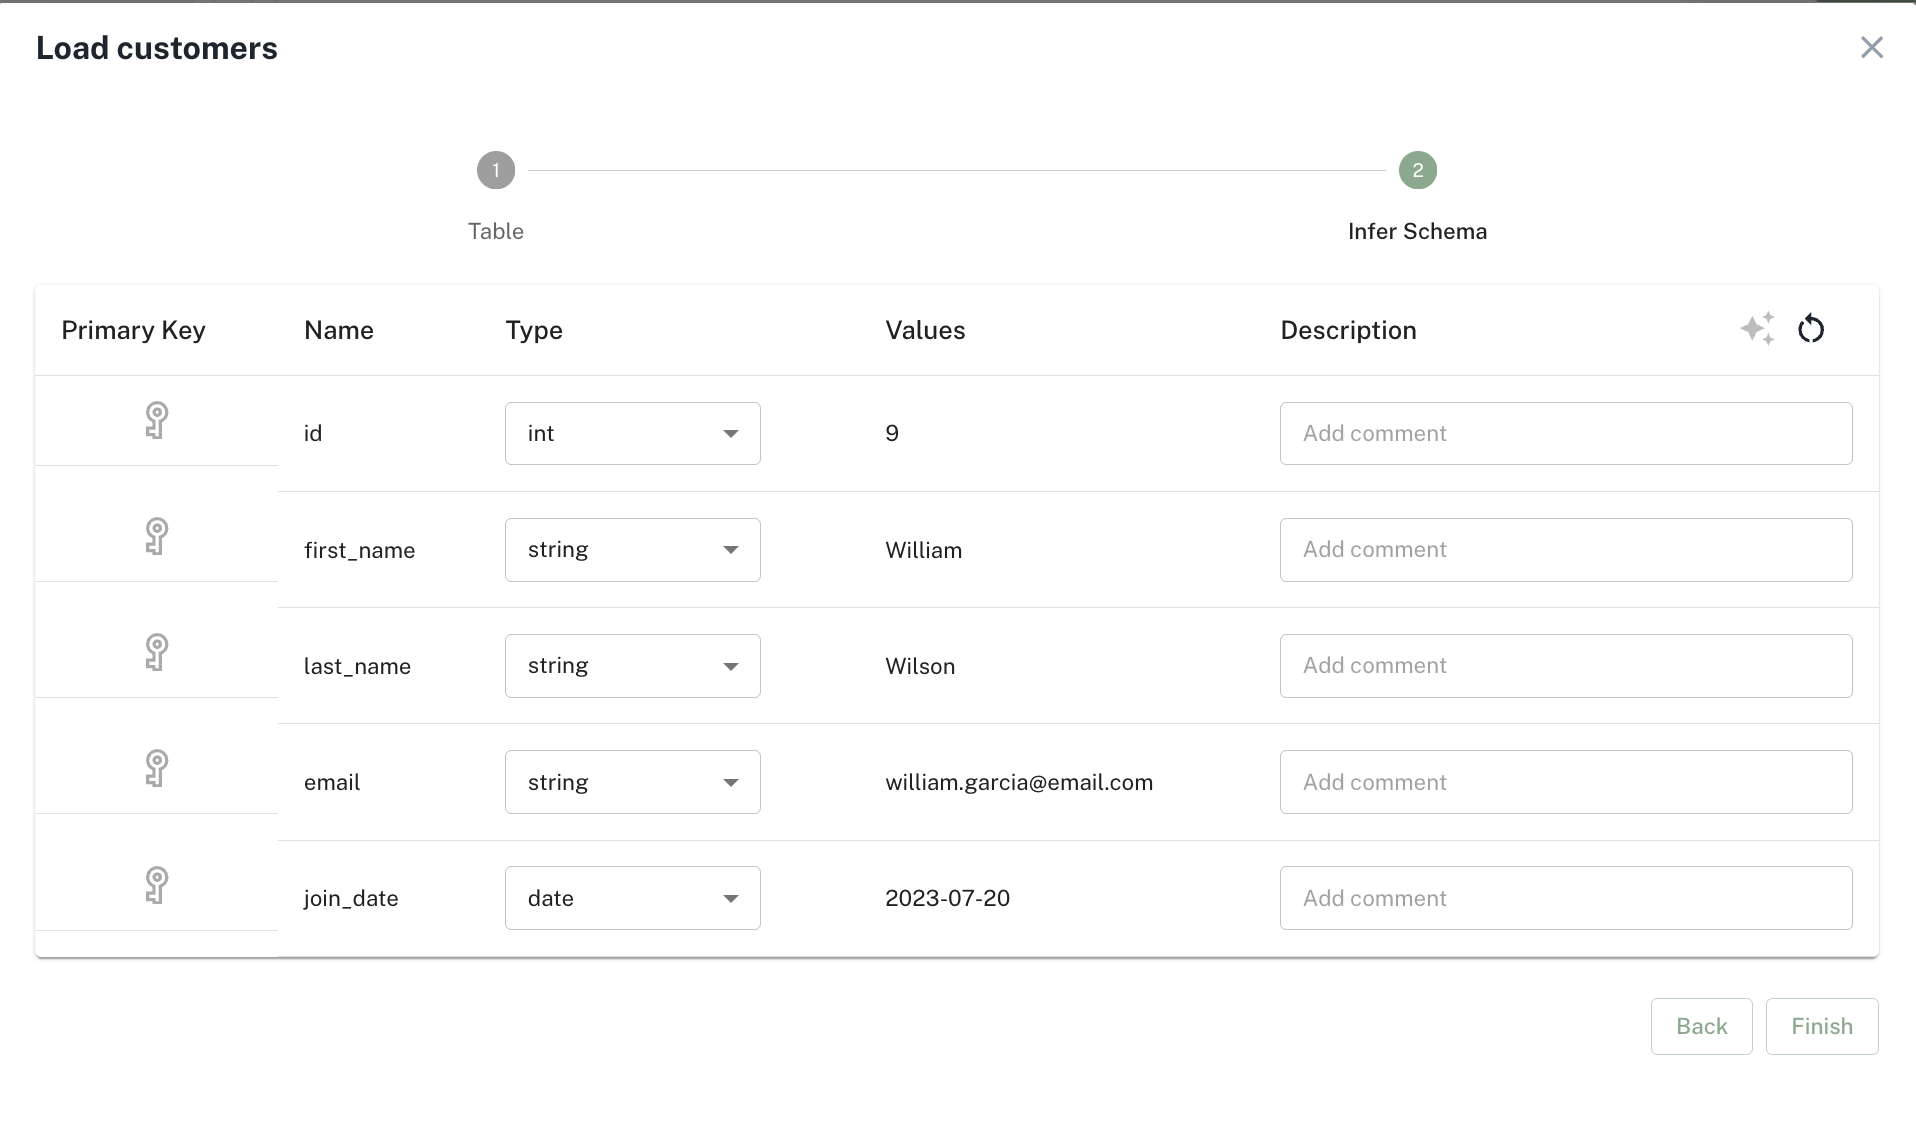 Load customers
1
2
Table
Infer Schema
Primary Key Name Type Values Description
id int 9 Add comment
first_name string William Add comment
last_name string Wilson Add comment
email string william.garcia@email.com Add comment
join_date date 2023-07-20 Add comment
Back Finish